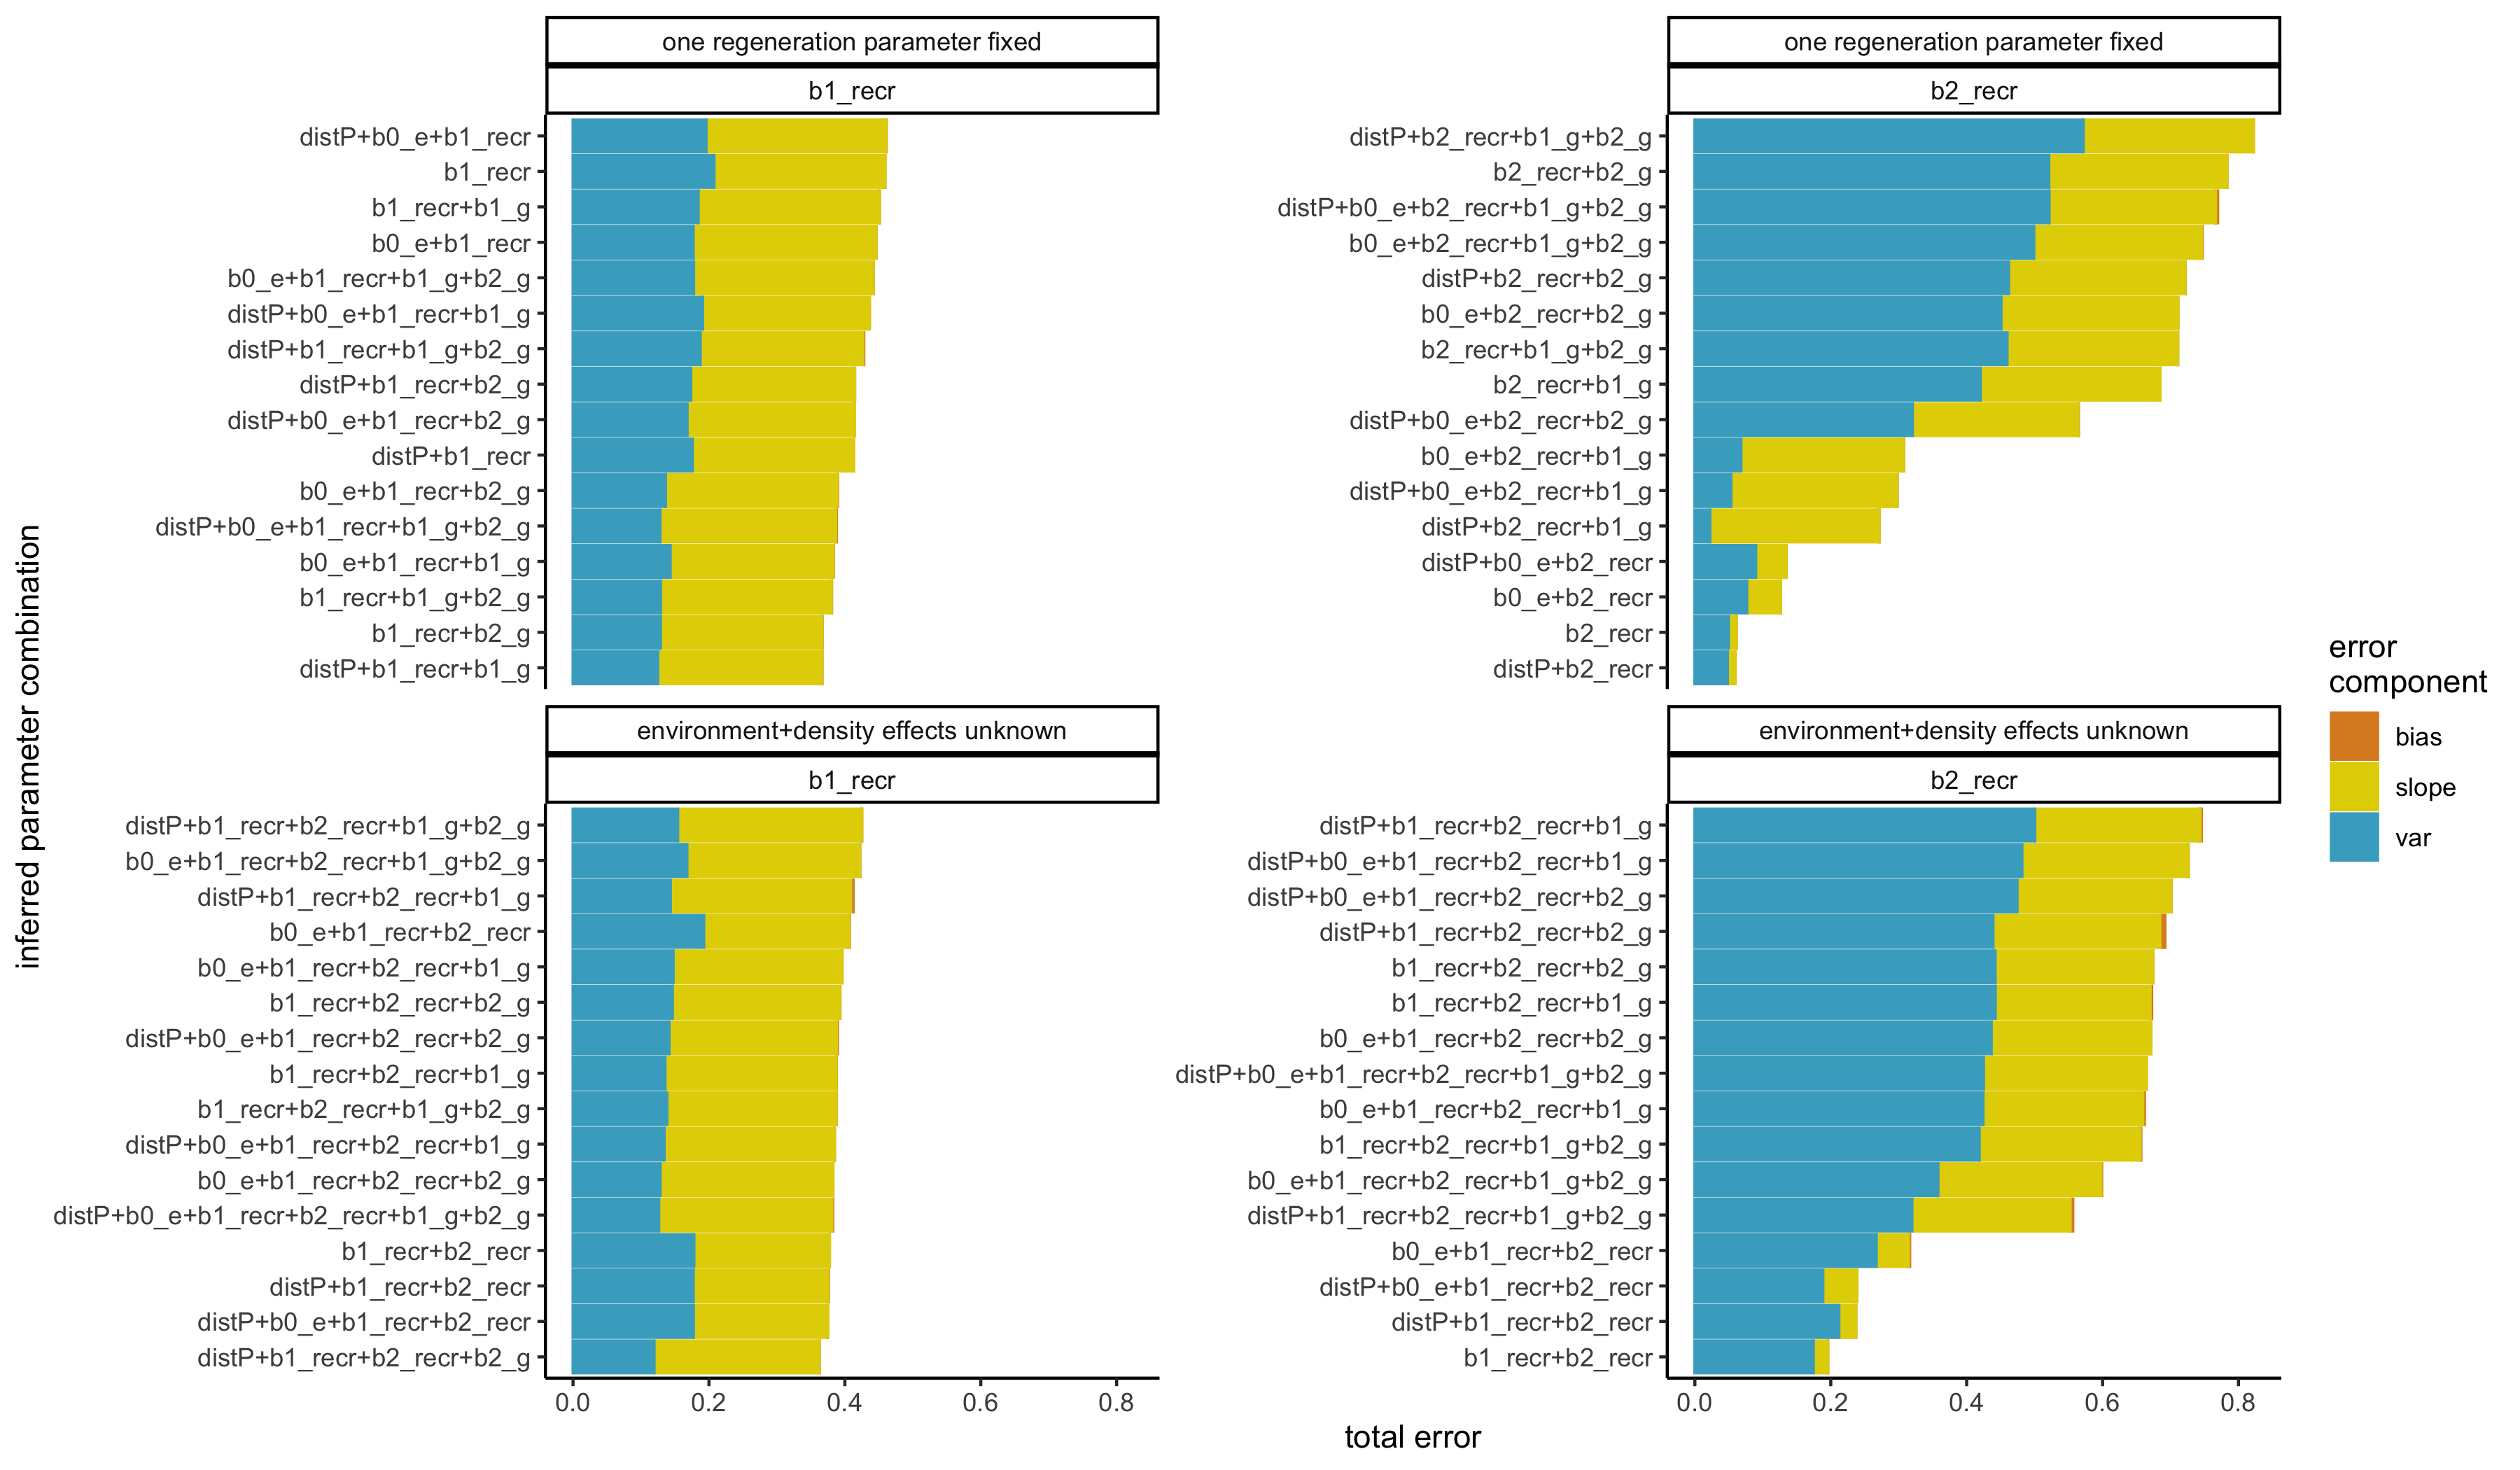 one regeneration parameter fixed
b1_recr
distP+b0_e+b1_recr
b1_recr
b1_recr+b1_g
b0_e+b1_recr
b0_e+b1_recr+b1_g+b2_g
distP+b0_e+b1_recr+b1_g
distP+b1_recr+b1_g+b2_g
distP+b1_recr+b2_g
distP+b0_e+b1_recr+b2_g
distP+b1_recr
b0_e+b1_recr+b2_g
distP+b0_e+b1_recr+b1_g+b2_g
b0_e+b1_recr+b1_g
b1_recr+b1_g+b2_g
b1_recr+b2_g
distP+b1_recr+b1_g
one regeneration parameter fixed
b2_recr
distP+b2_recr+b1_g+b2_g
b2_recr+b2_g
distP+b0_e+b2_recr+b1_g+b2_g
b0_e+b2_recr+b1_g+b2_g
distP+b2_recr+b2_g
b0_e+b2_recr+b2_g
b2_recr+b1_g+b2_g
b2_recr+b1_g
distP+b0_e+b2_recr+b2_g
b0_e+b2_recr+b1_g
distP+b0_e+b2_recr+b1_g
distP+b2_recr+b1_g
distP+b0_e+b2_recr
b0_e+b2_recr
b2_recr
distP+b2_recr
environment+density effects unknown
b1_recr
distP+b1_recr+b2_recr+b1_g+b2_g
b0_e+b1_recr+b2_recr+b1_g+b2_g
distP+b1_recr+b2_recr+b1_g
b0_e+b1_recr+b2_recr
b0_e+b1_recr+b2_recr+b1_g
b1_recr+b2_recr+b2_g
distP+b0_e+b1_recr+b2_recr+b2_g
b1_recr+b2_recr+b1_g
b1_recr+b2_recr+b1_g+b2_g
distP+b0_e+b1_recr+b2_recr+b1_g
b0_e+b1_recr+b2_recr+b2_g
distP+b0_e+b1_recr+b2_recr+b1_g+b2_g
b1_recr+b2_recr
distP+b1_recr+b2_recr
distP+b0_e+b1_recr+b2_recr
distP+b1_recr+b2_recr+b2_g
0.0 0.2 0.4 0.6 0.8
environment+density effects unknown
b2_recr
distP+b1_recr+b2_recr+b1_g
distP+b0_e+b1_recr+b2_recr+b1_g
distP+b0_e+b1_recr+b2_recr+b2_g
distP+b1_recr+b2_recr+b2_g
b1_recr+b2_recr+b2_g
b1_recr+b2_recr+b1_g
b0_e+b1_recr+b2_recr+b2_g
distP+b0_e+b1_recr+b2_recr+b1_g+b2_g
b0_e+b1_recr+b2_recr+b1_g
b1_recr+b2_recr+b1_g+b2_g
b0_e+b1_recr+b2_recr+b1_g+b2_g
distP+b1_recr+b2_recr+b1_g+b2_g
b0_e+b1_recr+b2_recr
distP+b0_e+b1_recr+b2_recr
distP+b1_recr+b2_recr
b1_recr+b2_recr
0.0 0.2 0.4 0.6 0.8
inferred parameter combination
total error
error
component
bias
slope
var